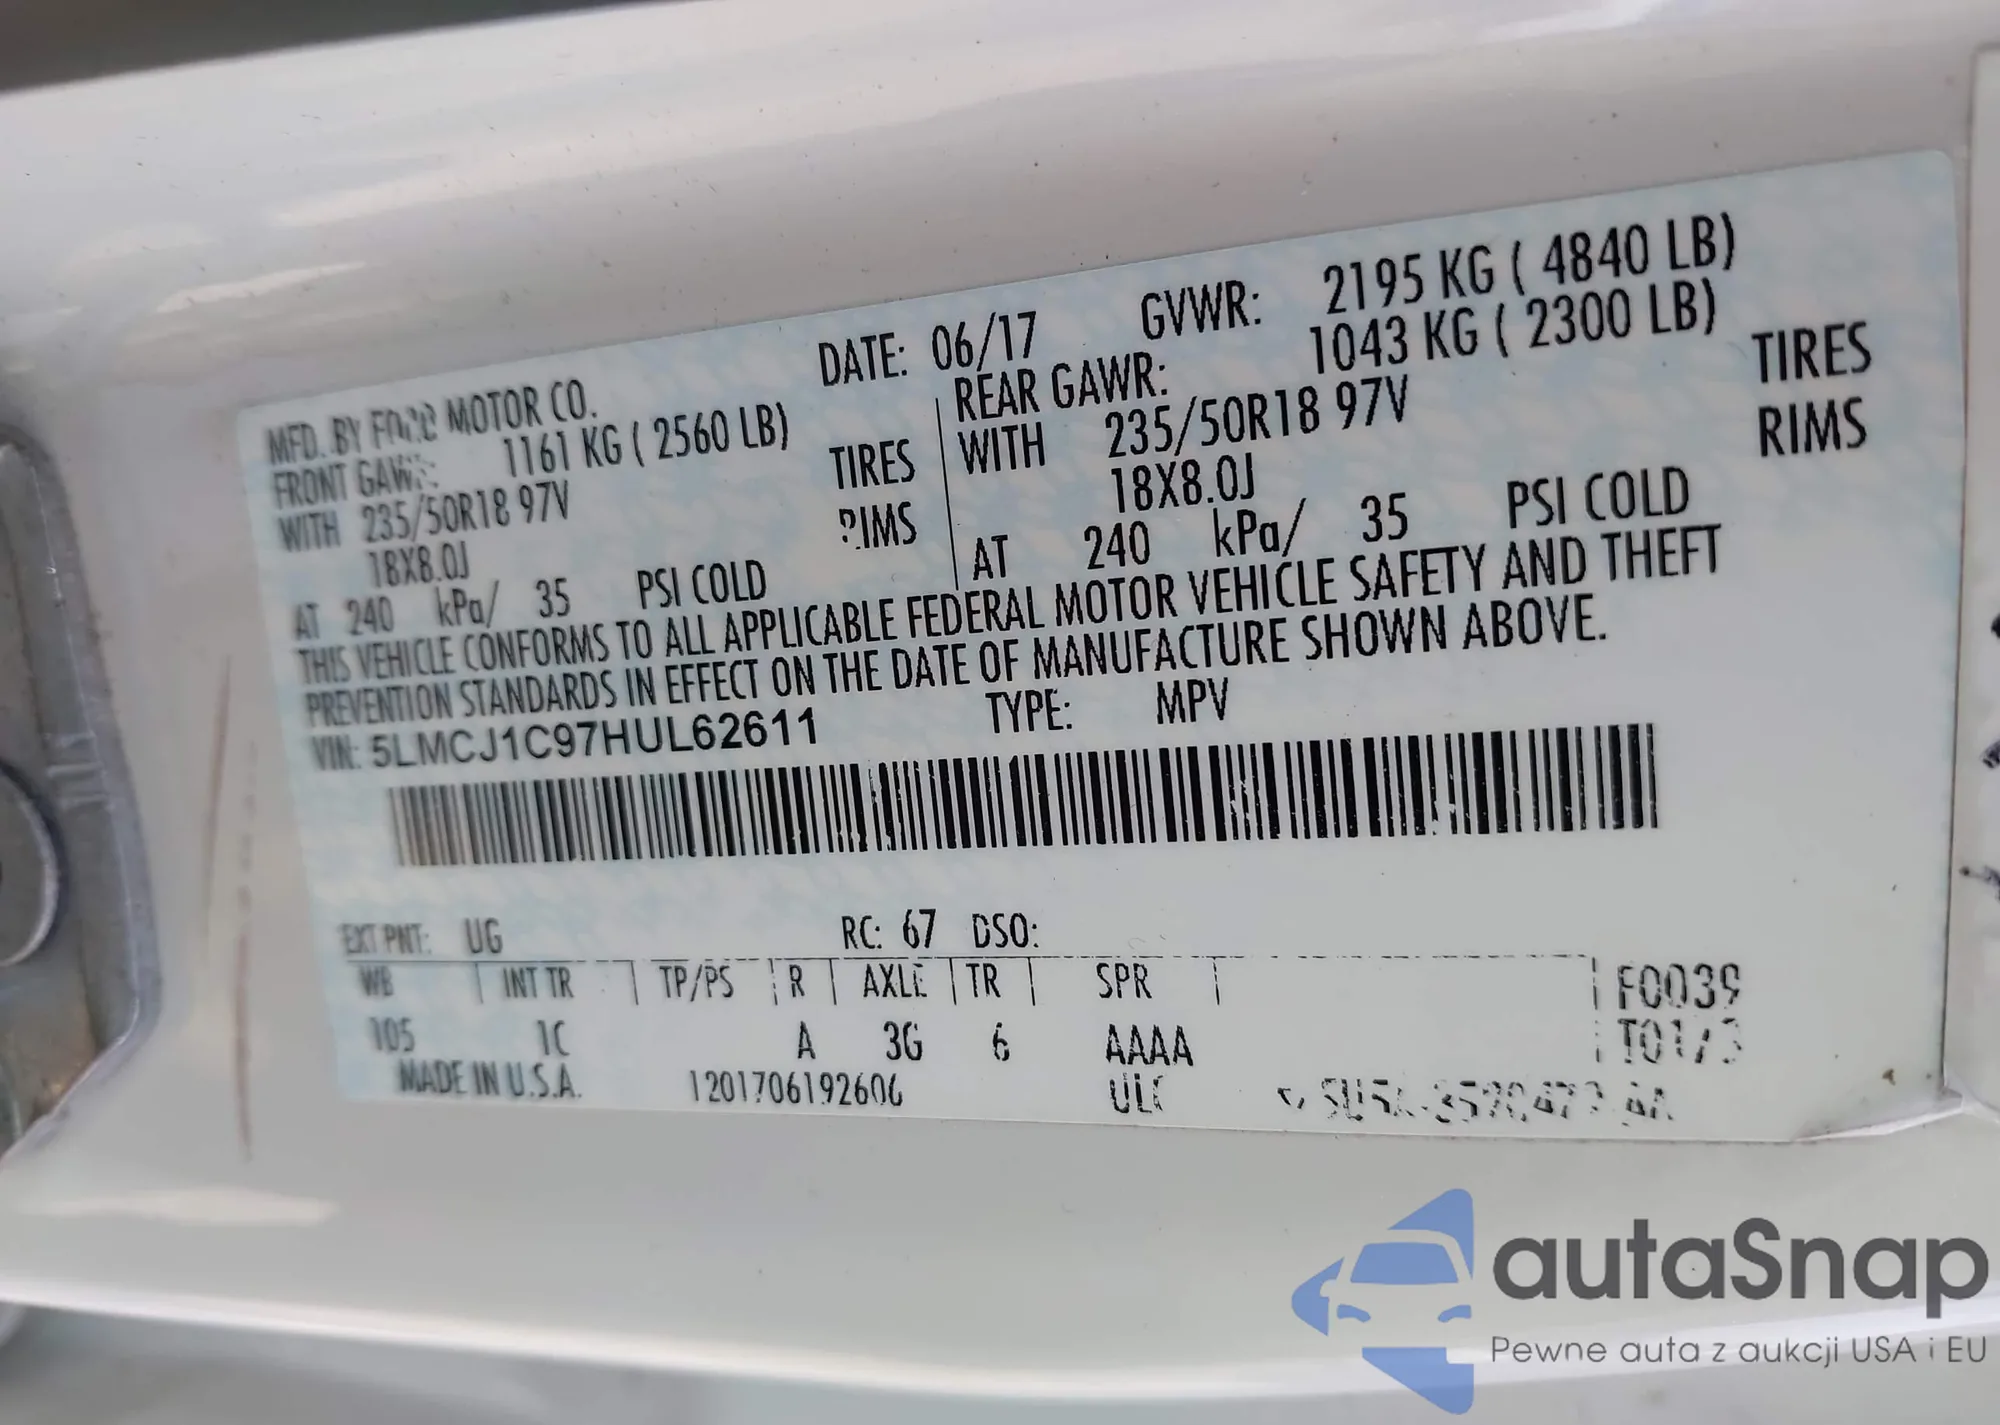 MFD. BY FORD MOTOR CO.
DATE: 06/17
GVWR: 2195 KG ( 4840 LB)
FRONT GAWR: 1161 KG ( 2560 LB)
REAR GAWR: 1043 KG ( 2300 LB)
WITH 235/50R18 97V TIRES
WITH 235/50R18 97V TIRES
18X8.0J RIMS
18X8.0J RIMS
AT 240 kPa/ 35 PSI COLD
AT 240 kPa/ 35 PSI COLD
THIS VEHICLE CONFORMS TO ALL APPLICABLE FEDERAL MOTOR VEHICLE SAFETY AND THEFT
PREVENTION STANDARDS IN EFFECT ON THE DATE OF MANUFACTURE SHOWN ABOVE.
VIN: 5LMCJ1C97HUL62611 TYPE: MPV
EXT PNT: UG RC: 67 DSO:
WB INT TR TP/PS R AXLE TR SPR F0039
105 1C A 3G 6 AAAA
MADE IN U.S.A. 1201706192606
autaSnap
Pewne auta z aukcji USA i EU